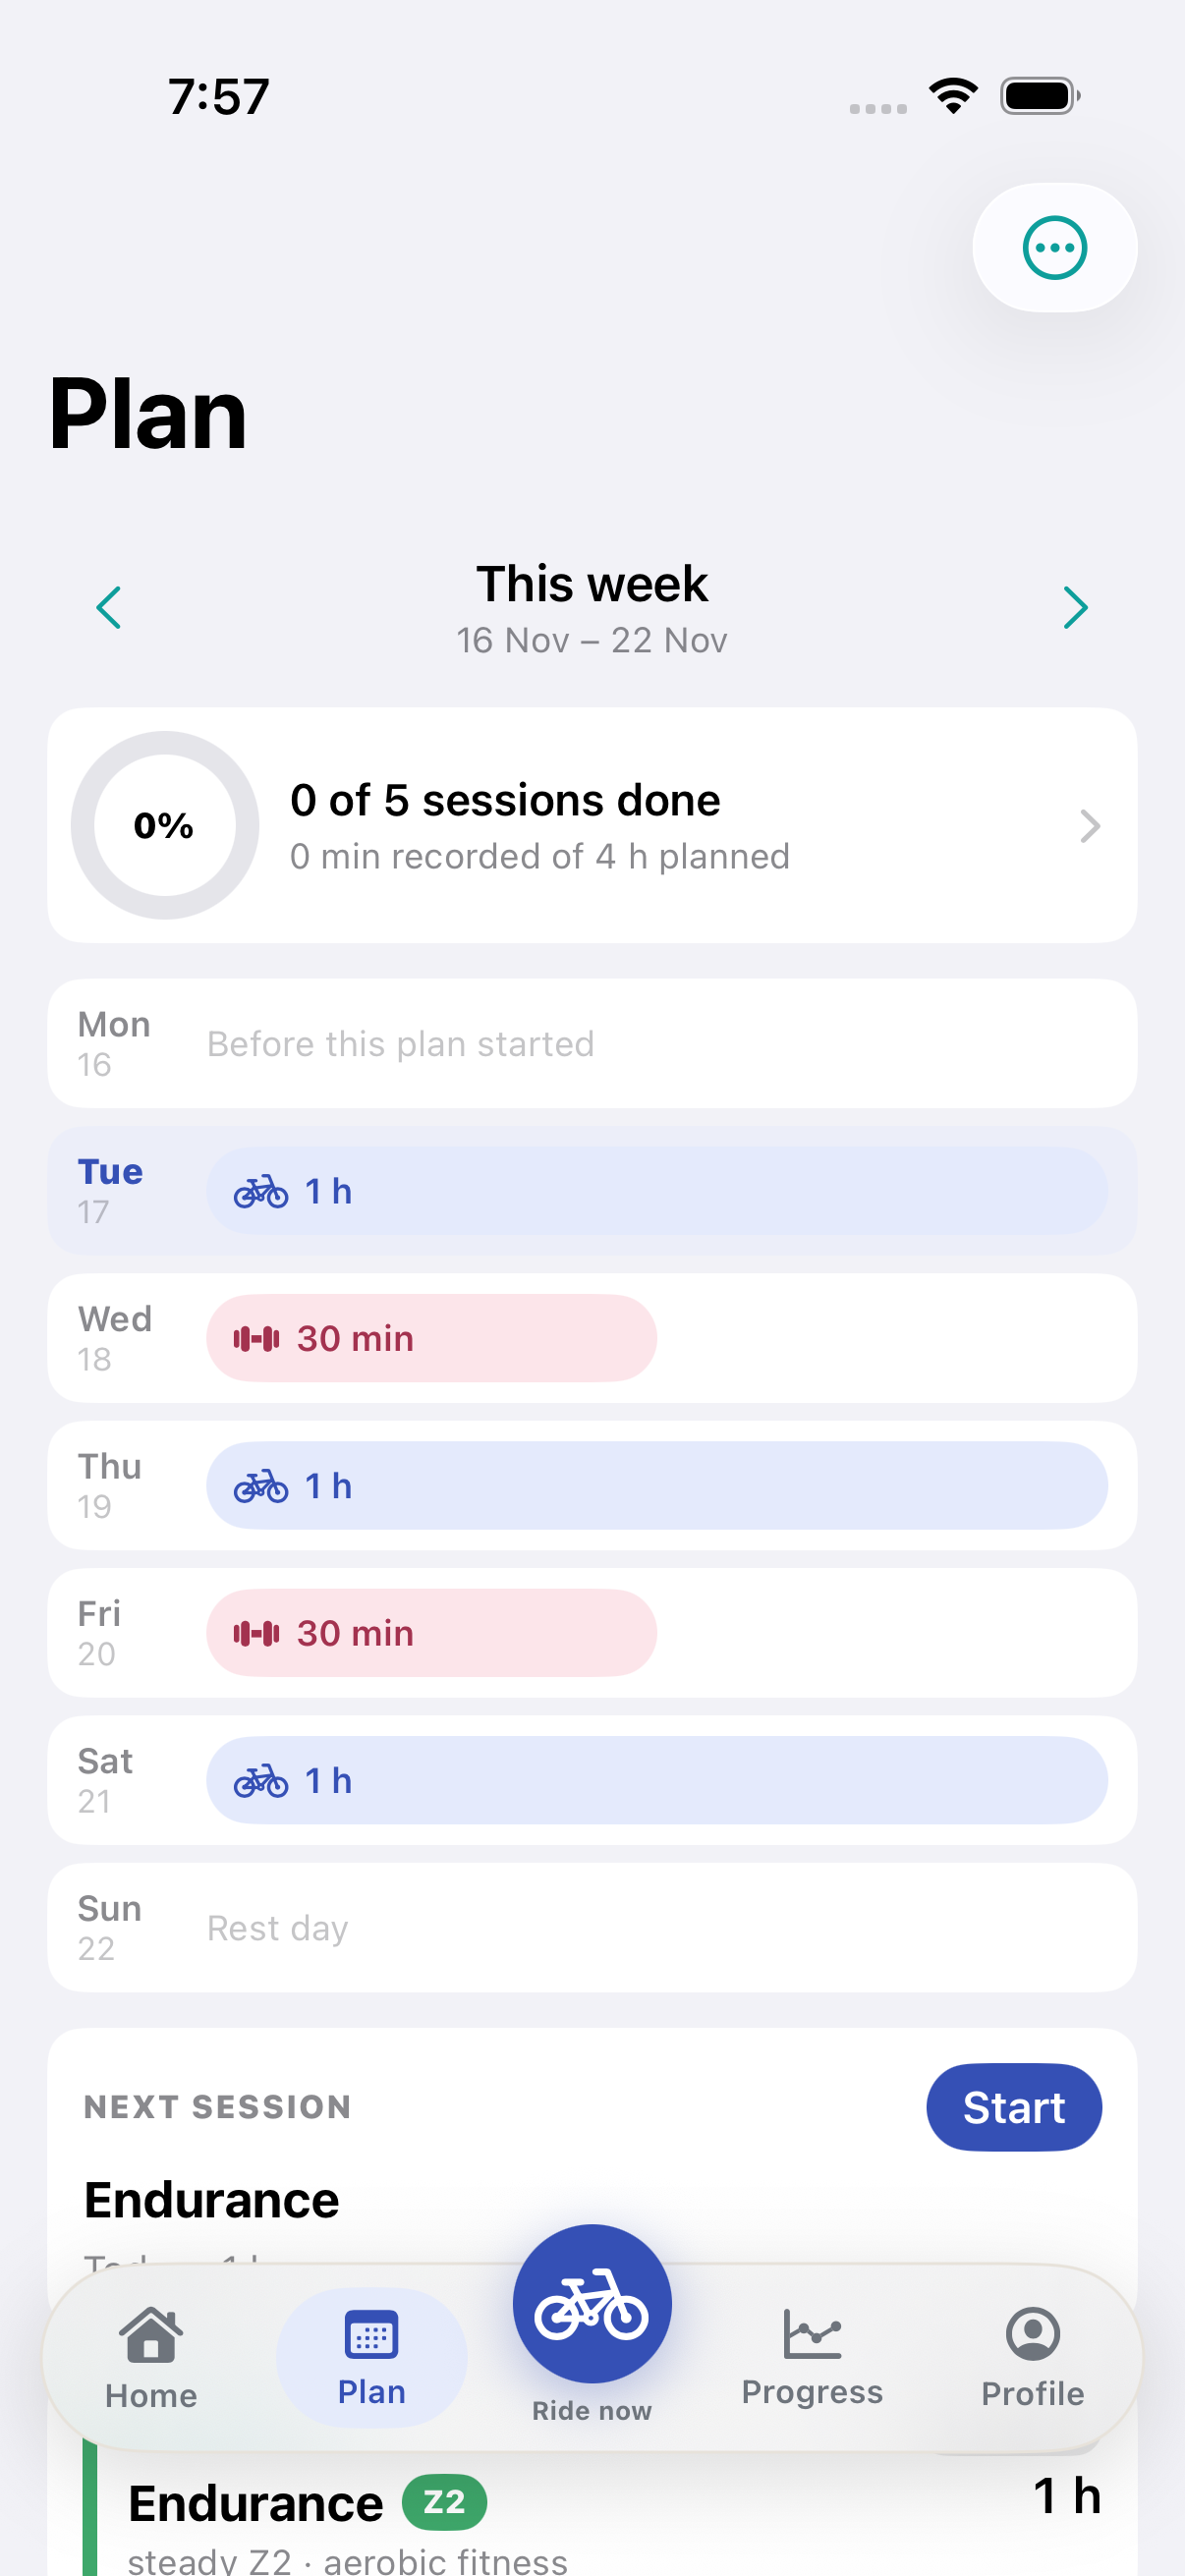 7:57
Plan
This week
16 Nov – 22 Nov
0%
0 of 5 sessions done
0 min recorded of 4 h planned
Mon
16
Before this plan started
Tue
17
1 h
Wed
18
30 min
Thu
19
1 h
Fri
20
30 min
Sat
21
1 h
Sun
22
Rest day
NEXT SESSION
Start
Endurance
Home
Plan
Ride now
Progress
Profile
Endurance Z2
1 h
steady Z2 · aerobic fitness